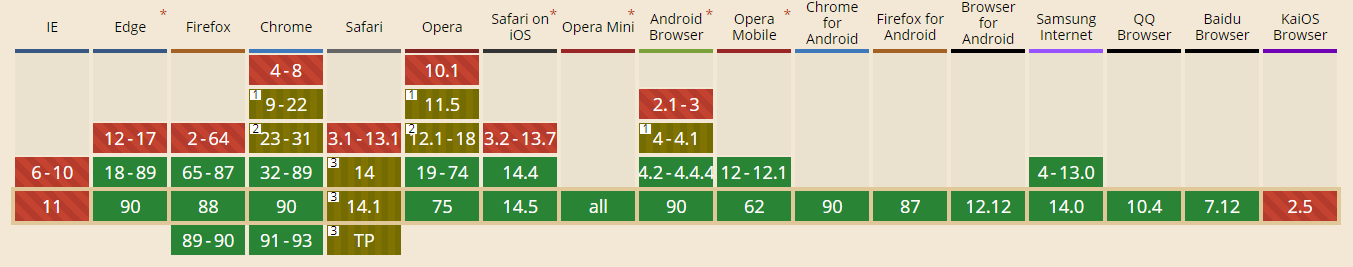 IE Edge * Firefox Chrome Safari Opera Safari on iOS * Opera Mini * Android Browser * Opera Mobile * Chrome for Android Firefox for Android Browser for Android Samsung Internet QQ Browser Baidu Browser KaiOS Browser
4-8 10.1
1 9-22 1 11.5 2.1-3
12-17 2-64 2 23-31 3.1-13.1 2 12.1-18 3.2-13.7 1 4-4.1
6-10 18-89 65-87 32-89 3 14 19-74 14.4 4.2-4.4.4 12-12.1 4-13.0
11 90 88 90 3 14.1 75 14.5 all 90 62 90 87 12.12 14.0 10.4 7.12 2.5
89-90 91-93 3 TP